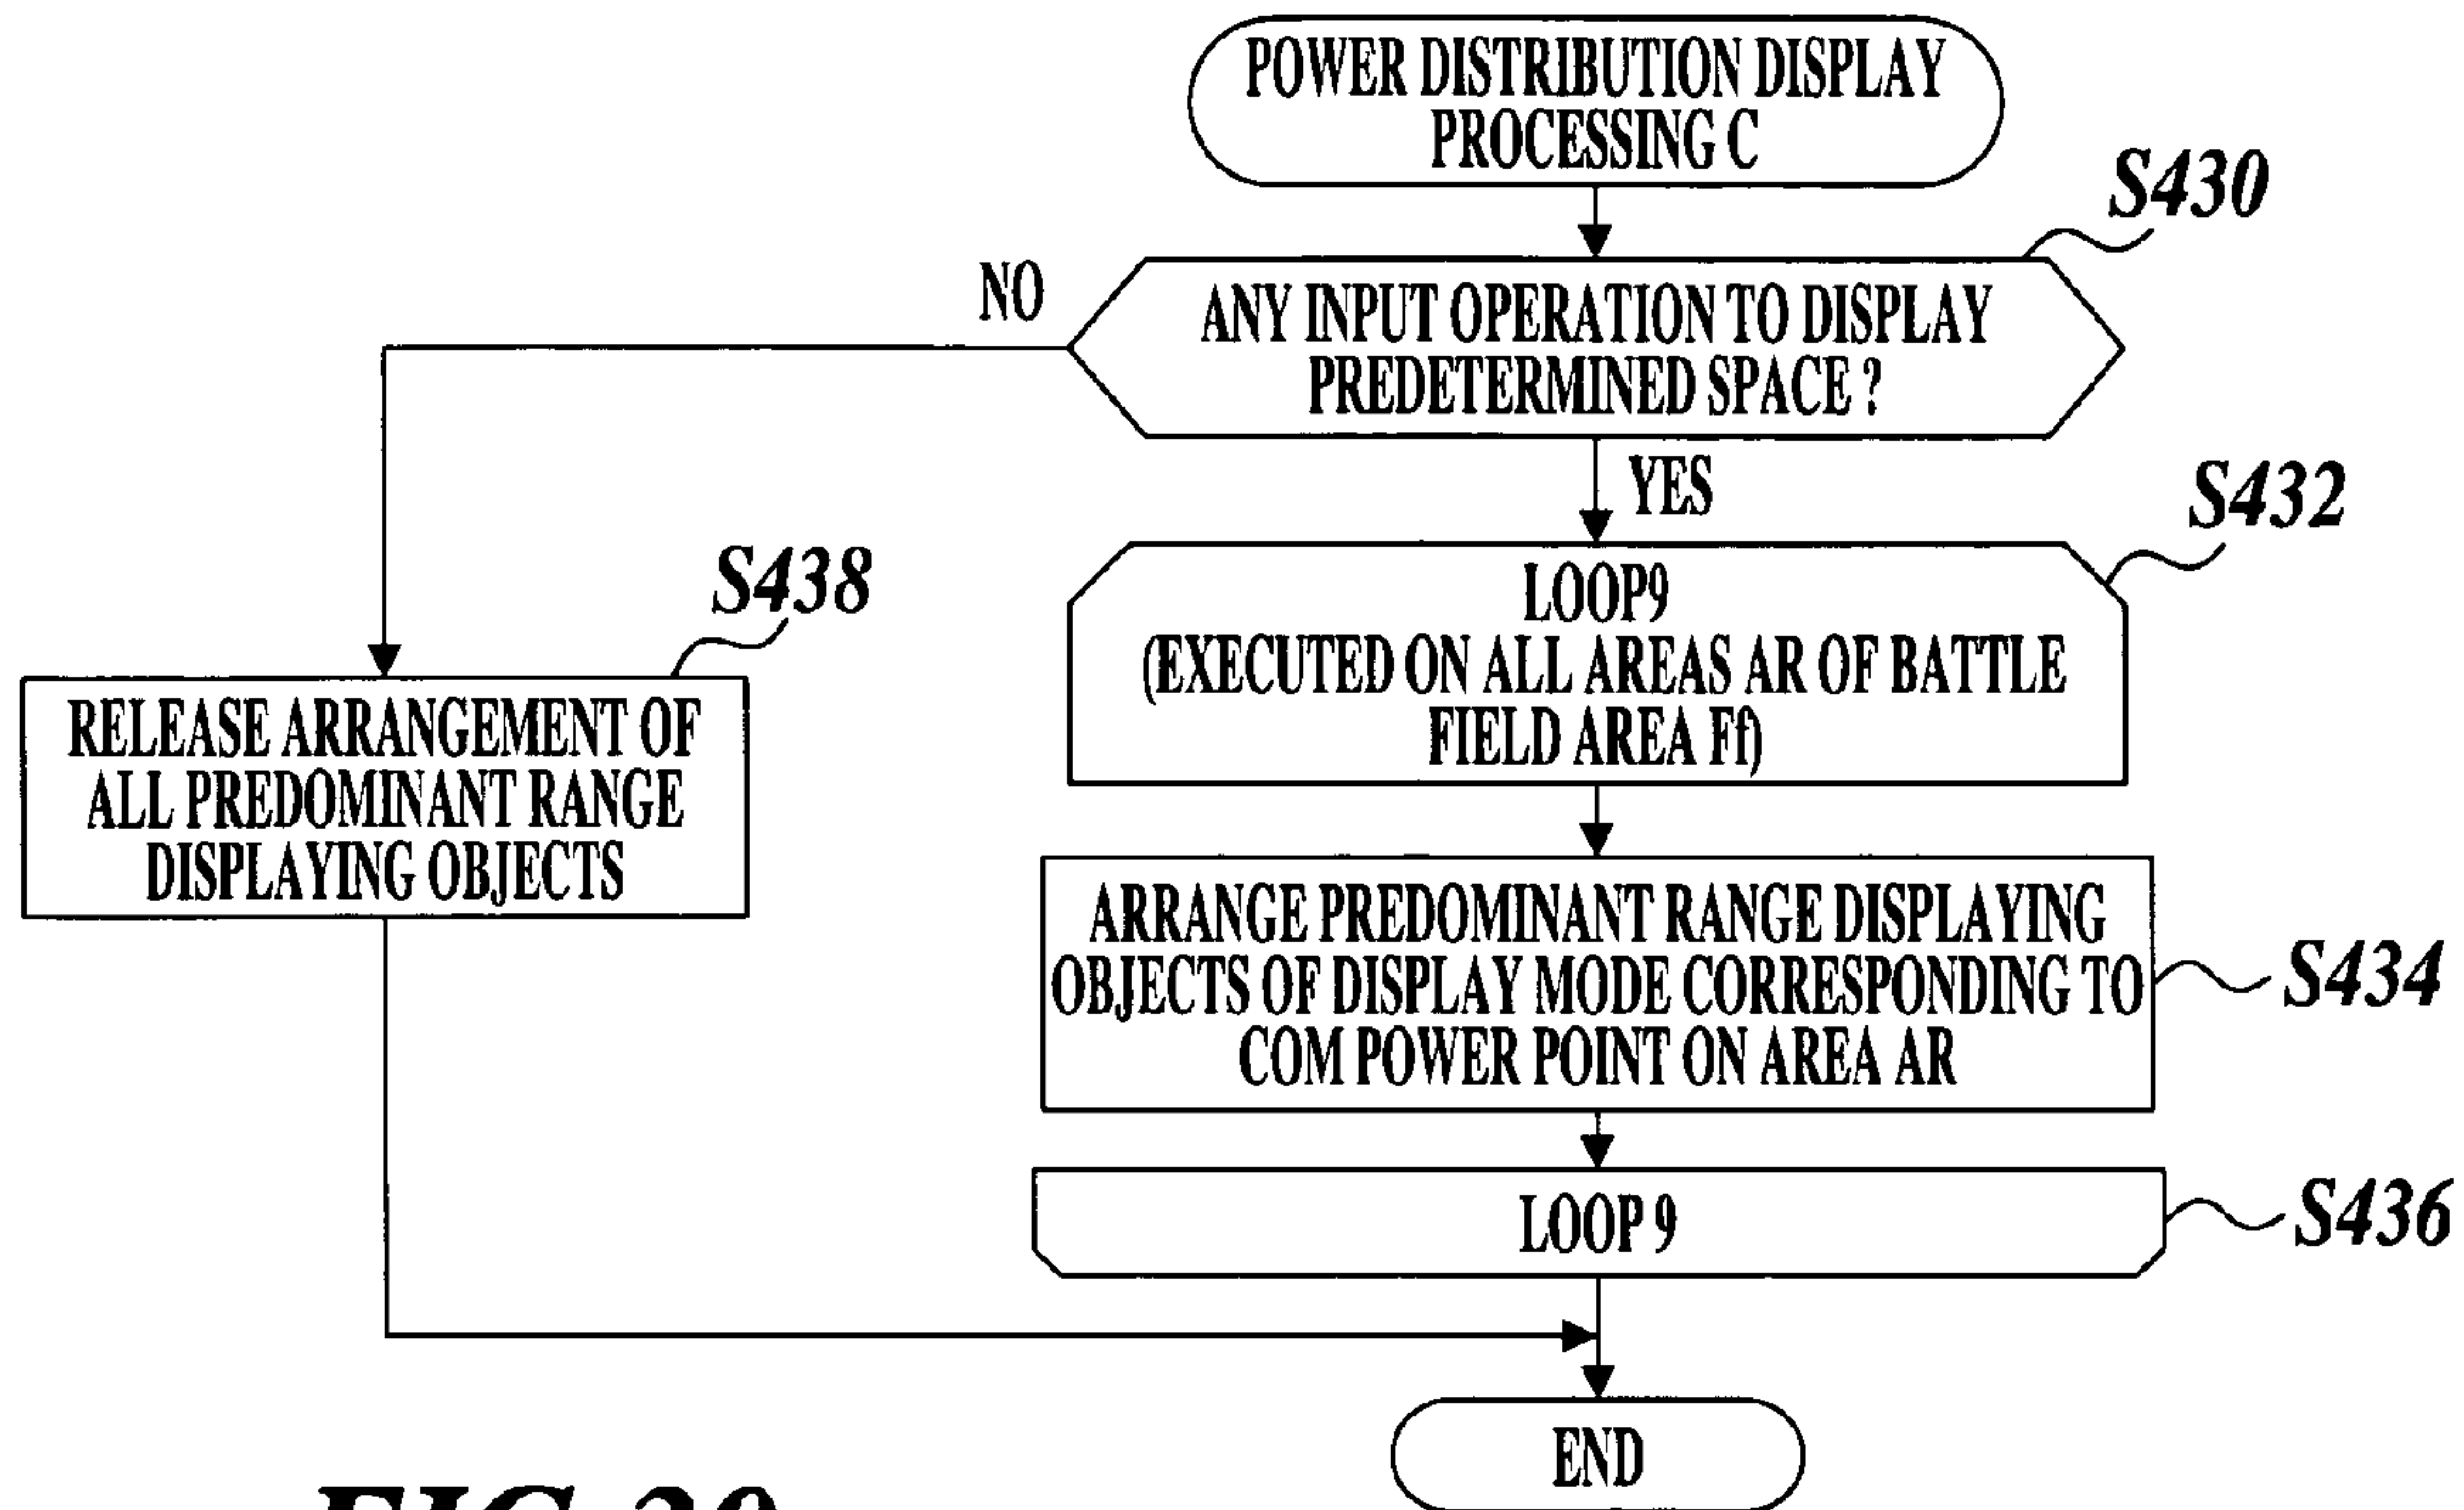 POWER DISTRIBUTION DISPLAY
PROCESSING C
S430
NO
ANY INPUT OPERATION TO DISPLAY
PREDETERMINED SPACE ?
YES
S432
LOOP9
(EXECUTED ON ALL AREAS AR OF BATTLE
FIELD AREA Ff)
S438
RELEASE ARRANGEMENT OF
ALL PREDOMINANT RANGE
DISPLAYING OBJECTS
ARRANGE PREDOMINANT RANGE DISPLAYING
OBJECTS OF DISPLAY MODE CORRESPONDING TO
COM POWER POINT ON AREA AR
S434
LOOP 9
S436
END